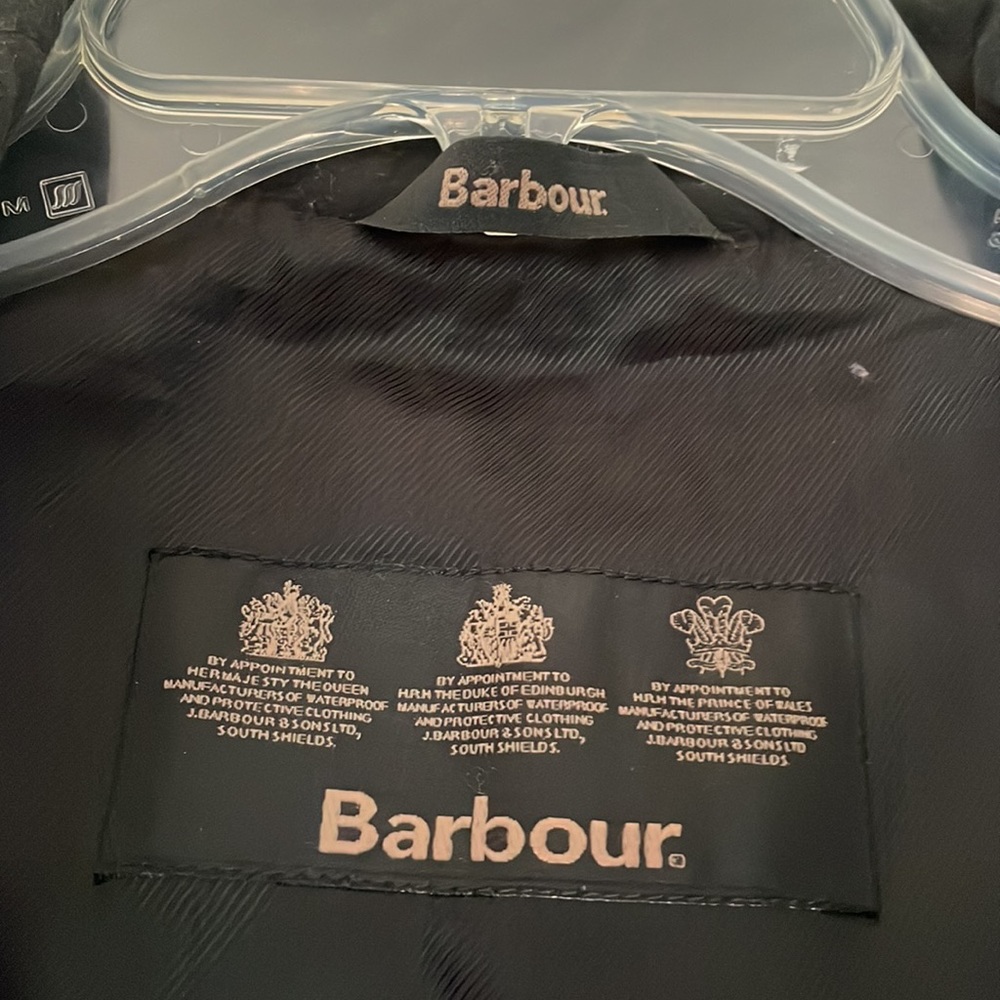 Barbour.
M
BY APPOINTMENT TO
HER MAJESTY THE QUEEN
MANUFACTURERS OF WATERPROOF
AND PROTECTIVE CLOTHING
J.BARBOUR & SONS LTD,
SOUTH SHIELDS.
BY APPOINTMENT TO
H.R.H THE DUKE OF EDINBURGH
MANUFACTURERS OF WATERPROOF
AND PROTECTIVE CLOTHING
J.BARBOUR & SONS LTD,
SOUTH SHIELDS.
BY APPOINTMENT TO
H.R.H THE PRINCE OF WALES
MANUFACTURERS OF WATERPROOF
AND PROTECTIVE CLOTHING
J.BARBOUR & SONS LTD
SOUTH SHIELDS
Barbour.